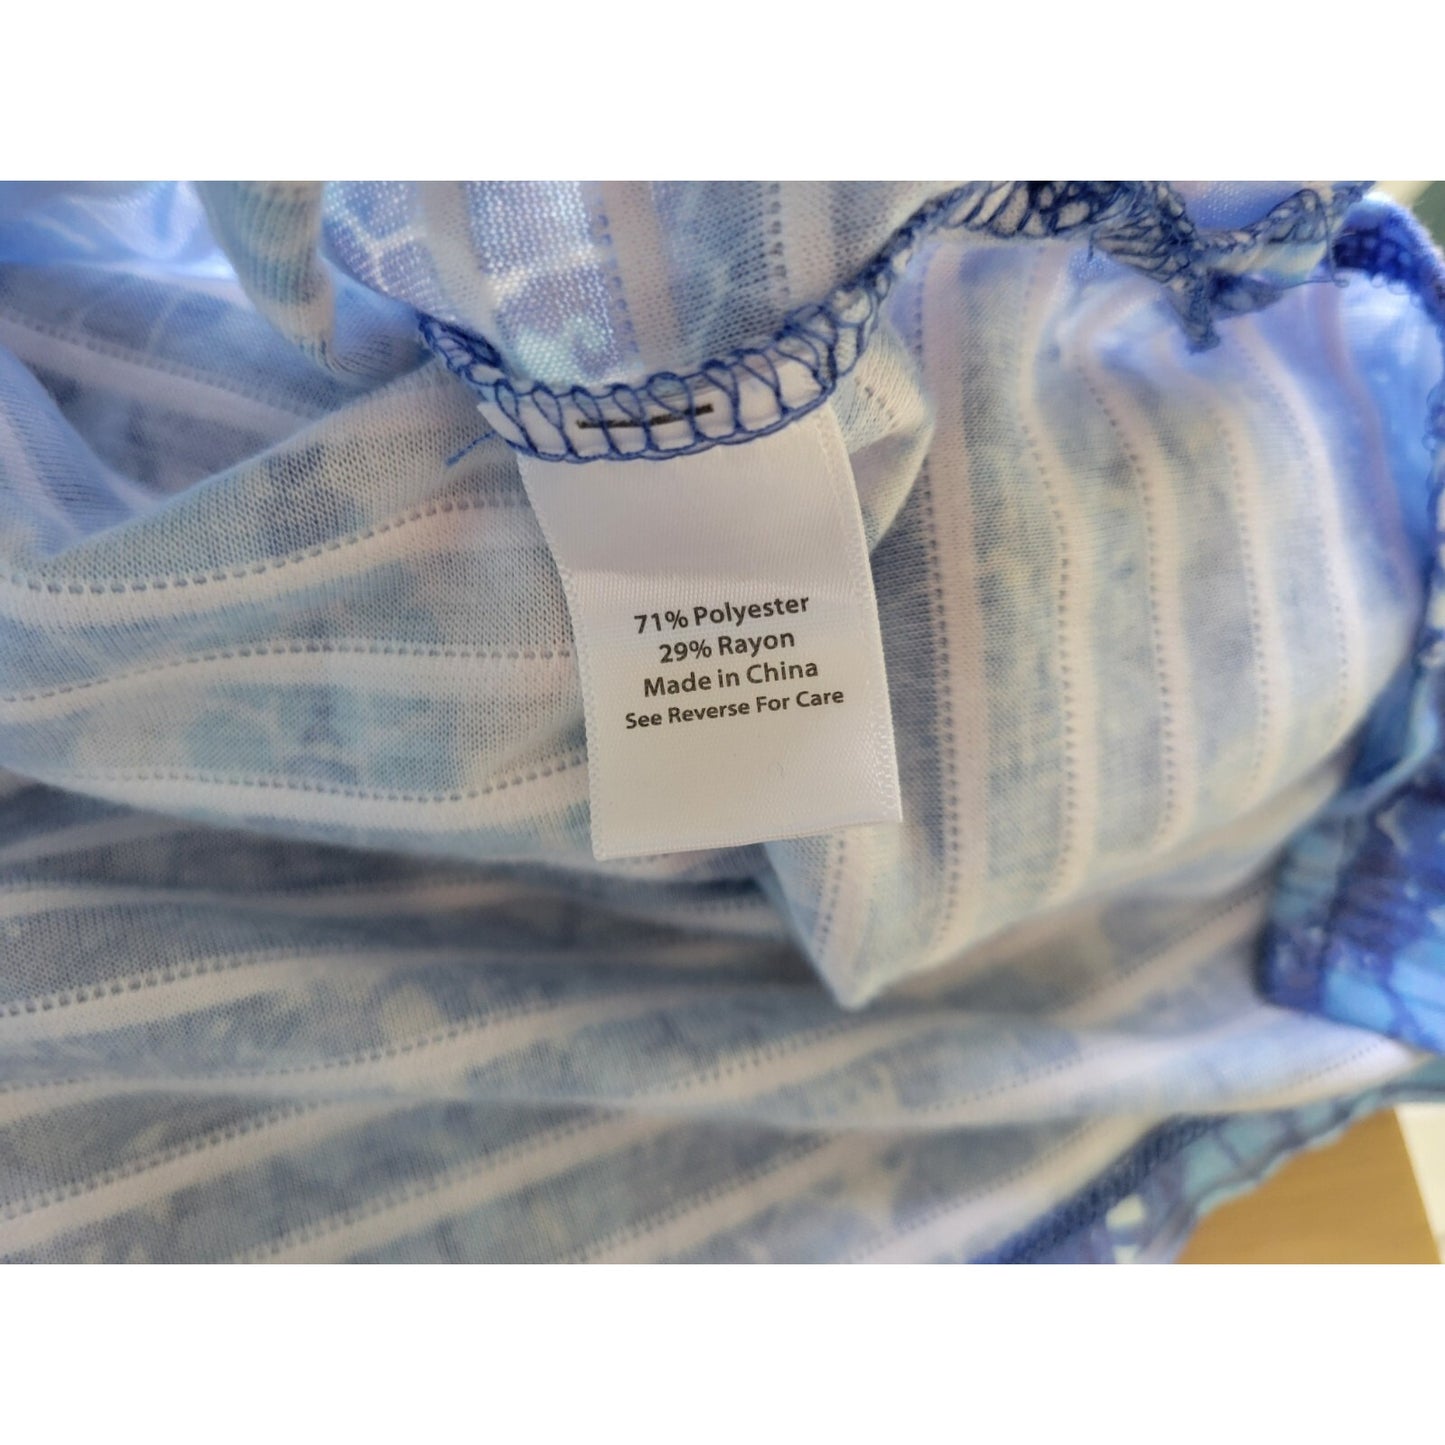 71% Polyester
29% Rayon
Made in China
See Reverse For Care